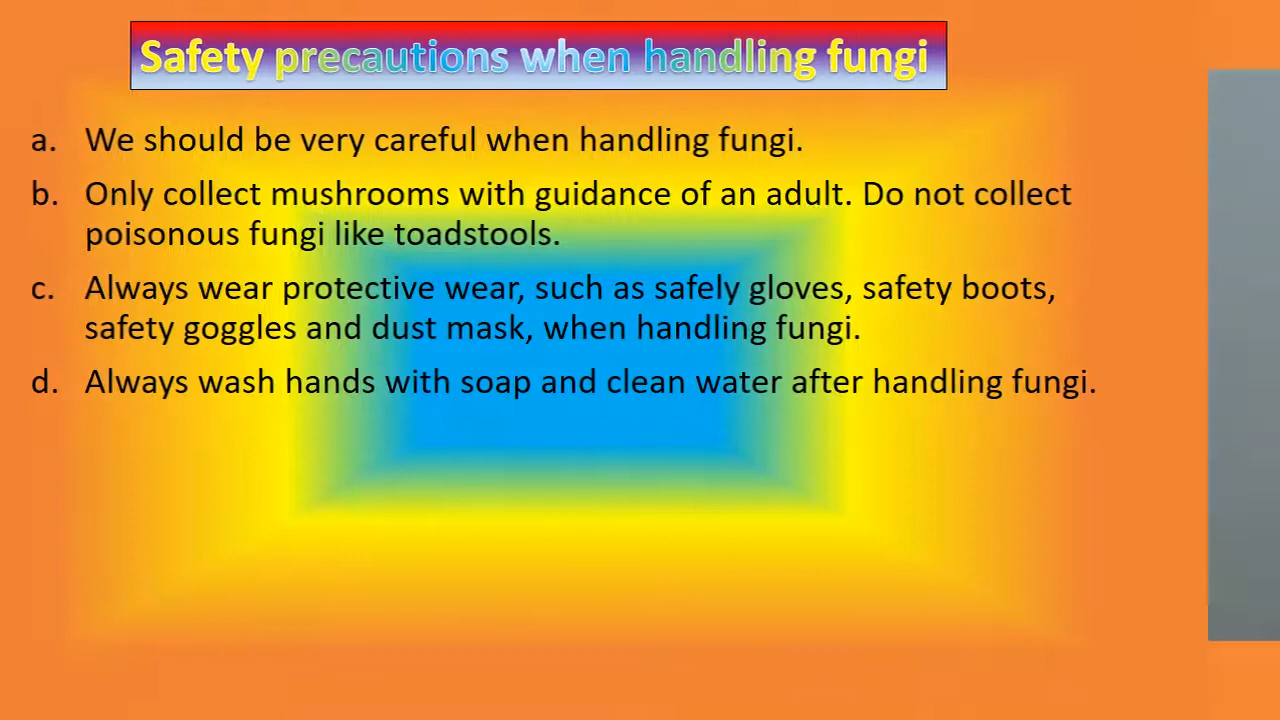 Safety precautions when handling fungi
a. We should be very careful when handling fungi.
b. Only collect mushrooms with guidance of an adult. Do not collect
poisonous fungi like toadstools.
c. Always wear protective wear, such as safely gloves, safety boots,
safety goggles and dust mask, when handling fungi.
d. Always wash hands with soap and clean water after handling fungi.